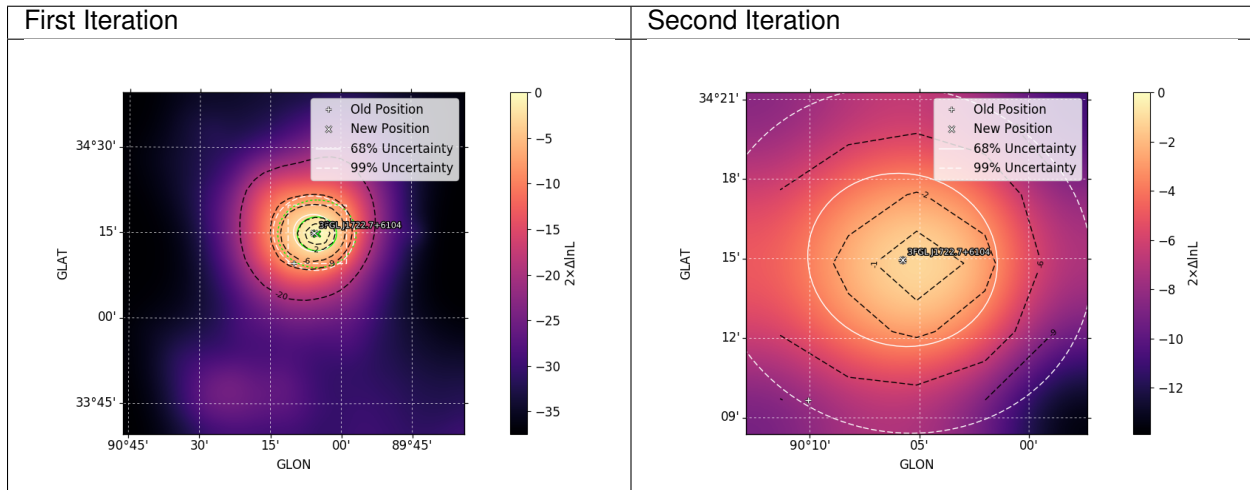 First Iteration
Old Position
New Position
68% Uncertainty
99% Uncertainty
3FGL J1722.7+6104
-20
-6
-9
2
34°30'
15'
00'
33°45'
90°45'
30'
15'
00'
89°45'
GLON
GLAT
0
−5
−10
−15
−20
−25
−30
−35
2×ΔlnL
Second Iteration
Old Position
New Position
68% Uncertainty
99% Uncertainty
3FGL J1722.7+6104
-2
-1
-6
-9
34°21'
18'
15'
12'
09'
90°10'
05'
00'
GLON
GLAT
0
−2
−4
−6
−8
−10
−12
2×ΔlnL